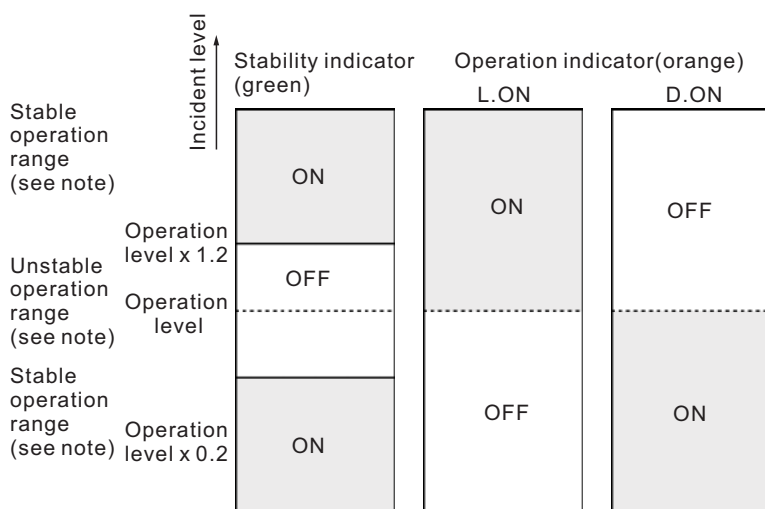 Incident level
Stability indicator
(green)
Operation indicator(orange)
L.ON
D.ON
Stable
operation
range
(see note)
ON
ON
OFF
Operation
level x 1.2
Unstable
operation
range
(see note)
OFF
Operation
level
Stable
operation
range
(see note)
Operation
level x 0.2
ON
OFF
ON